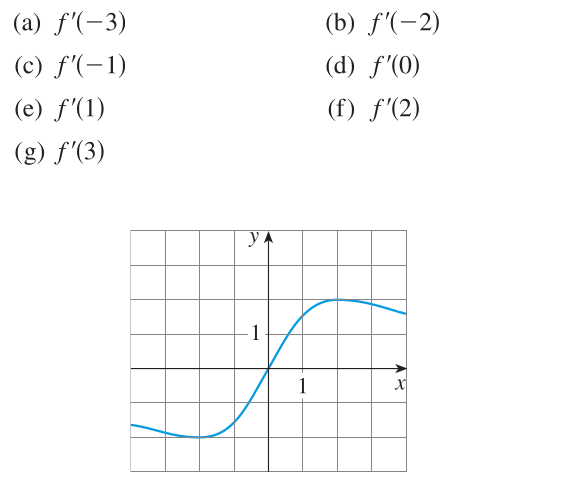 (a) f′(−3) (b) f′(−2)
(c) f′(−1) (d) f′(0)
(e) f′(1) (f) f′(2)
(g) f′(3)
y
1
1
x